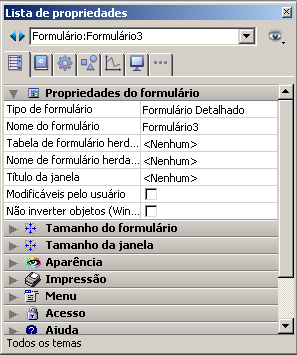 Lista de propriedades
Formulário:Formulário3
Propriedades do formulário
Tipo de formulário Formulário Detalhado
Nome do formulário Formulário3
Tabela de formulário herd... <Nenhum>
Nome de formulário herda... <Nenhum>
Título da janela <Nenhum>
Modificáveis pelo usuário
Não inverter objetos (Win...
Tamanho do formulário
Tamanho da janela
Aparência
Impressão
Menu
Acesso
Ajuda
Todos os temas